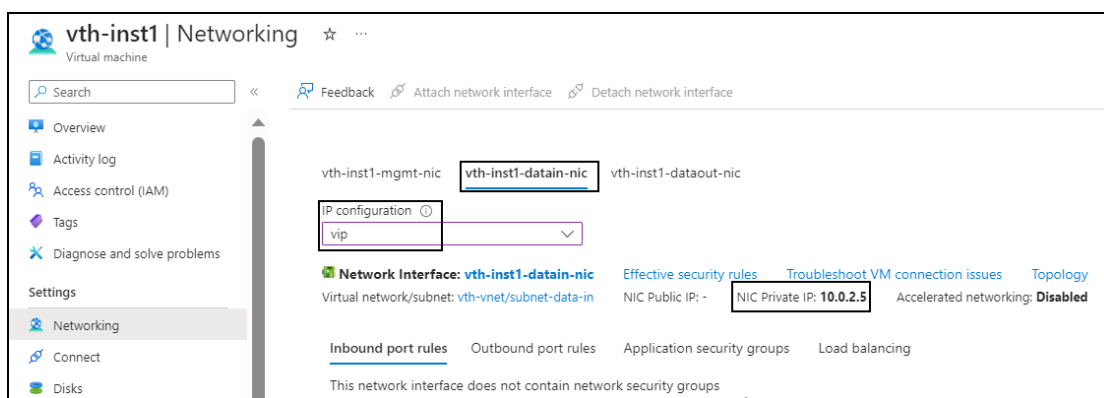 vth-inst1 | Networking ☆ ...
Virtual machine
Search «
Feedback Attach network interface Detach network interface
Overview
Activity log
Access control (IAM)
Tags
Diagnose and solve problems
Settings
Networking
Connect
Disks
vth-inst1-mgmt-nic vth-inst1-datain-nic vth-inst1-dataout-nic
IP configuration
vip
Network Interface: vth-inst1-datain-nic Effective security rules Troubleshoot VM connection issues Topology
Virtual network/subnet: vth-vnet/subnet-data-in NIC Public IP: - NIC Private IP: 10.0.2.5 Accelerated networking: Disabled
Inbound port rules Outbound port rules Application security groups Load balancing
This network interface does not contain network security groups